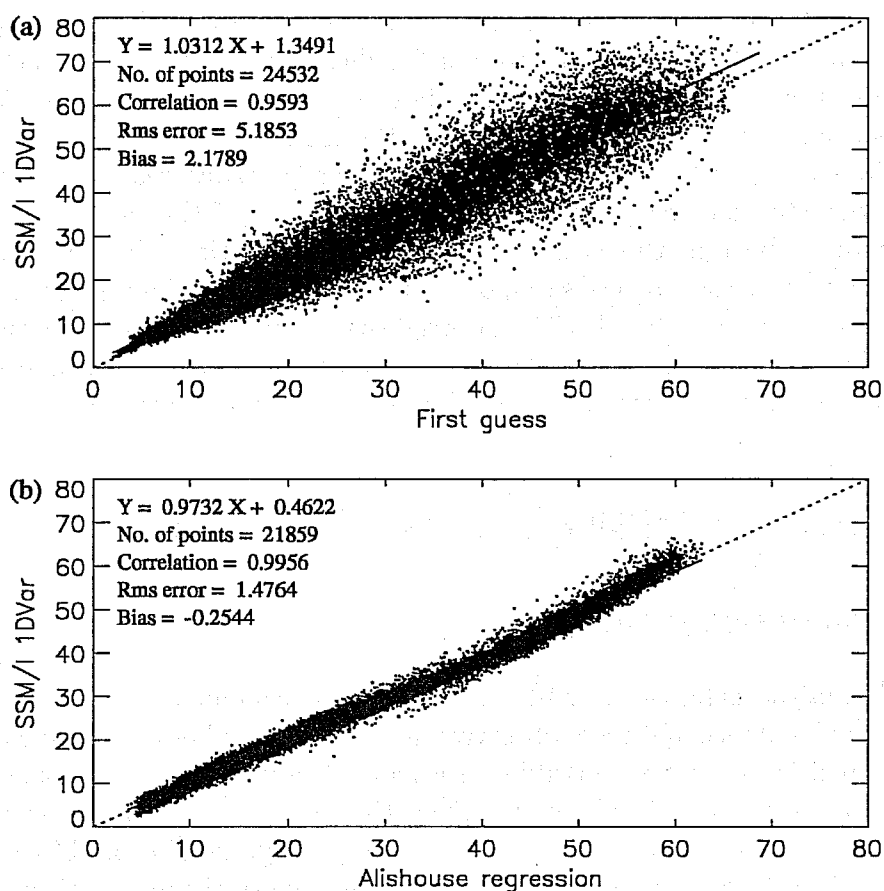 (a)
80
70
60
50
40
30
20
10
0
SSM/I 1DVar
Y = 1.0312 X + 1.3491
No. of points = 24532
Correlation = 0.9593
Rms error = 5.1853
Bias = 2.1789
0 10 20 30 40 50 60 70 80
First guess
(b)
80
70
60
50
40
30
20
10
0
SSM/I 1DVar
Y = 0.9732 X + 0.4622
No. of points = 21859
Correlation = 0.9956
Rms error = 1.4764
Bias = -0.2544
0 10 20 30 40 50 60 70 80
Alishouse regression